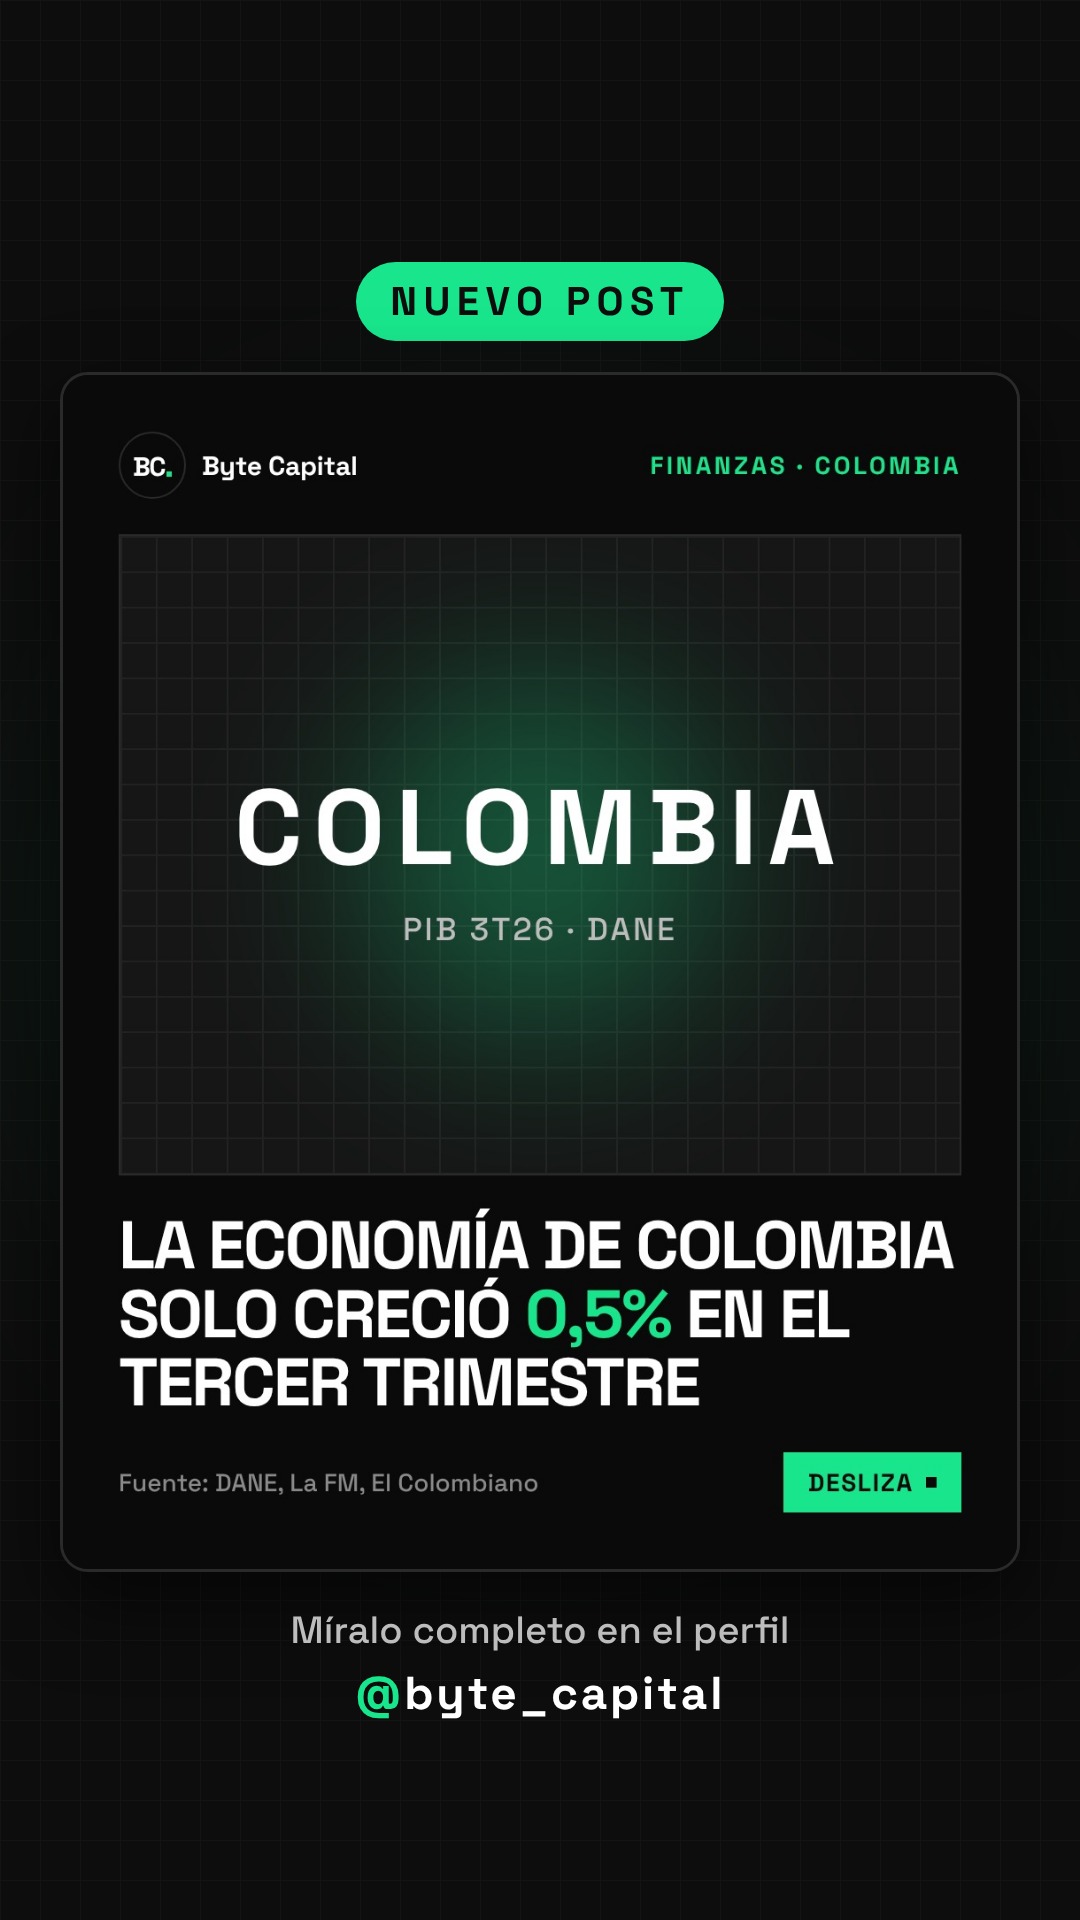 NUEVO POST
BC.
Byte Capital
FINANZAS · COLOMBIA
COLOMBIA
PIB 3T26 · DANE
LA ECONOMÍA DE COLOMBIA
SOLO CRECIÓ 0,5% EN EL
TERCER TRIMESTRE
Fuente: DANE, La FM, El Colombiano
DESLIZA ▪
Míralo completo en el perfil
@byte_capital